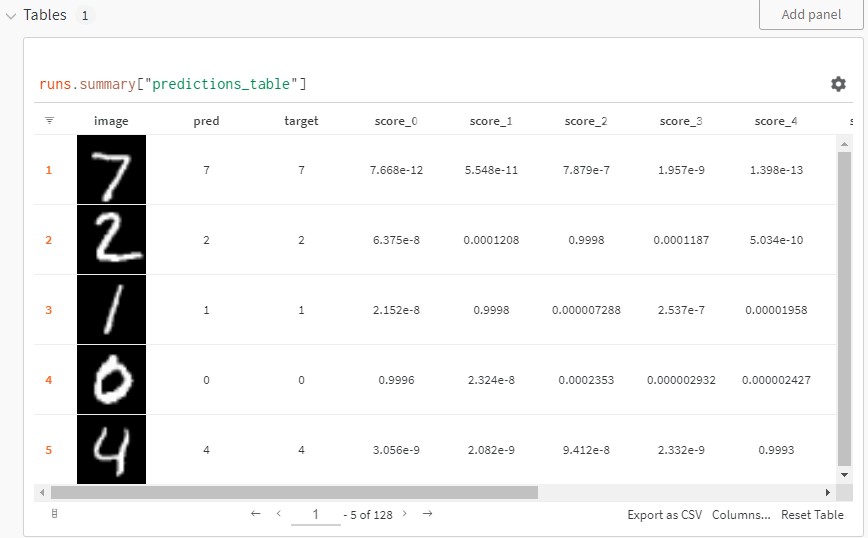 Tables 1
Add panel
runs.summary["predictions_table"]
image pred target score_0 score_1 score_2 score_3 score_4 s
1 7 7 7 7.668e-12 5.548e-11 7.879e-7 1.957e-9 1.398e-13
2 2 2 2 6.375e-8 0.0001208 0.9998 0.0001187 5.034e-10
3 1 1 1 2.152e-8 0.9998 0.000007288 2.537e-7 0.00001958
4 0 0 0 0.9996 2.324e-8 0.0002353 0.000002932 0.000002427
5 4 4 4 3.056e-9 2.082e-9 9.412e-8 2.332e-9 0.9993
← < 1 - 5 of 128 > →
Export as CSV Columns... Reset Table